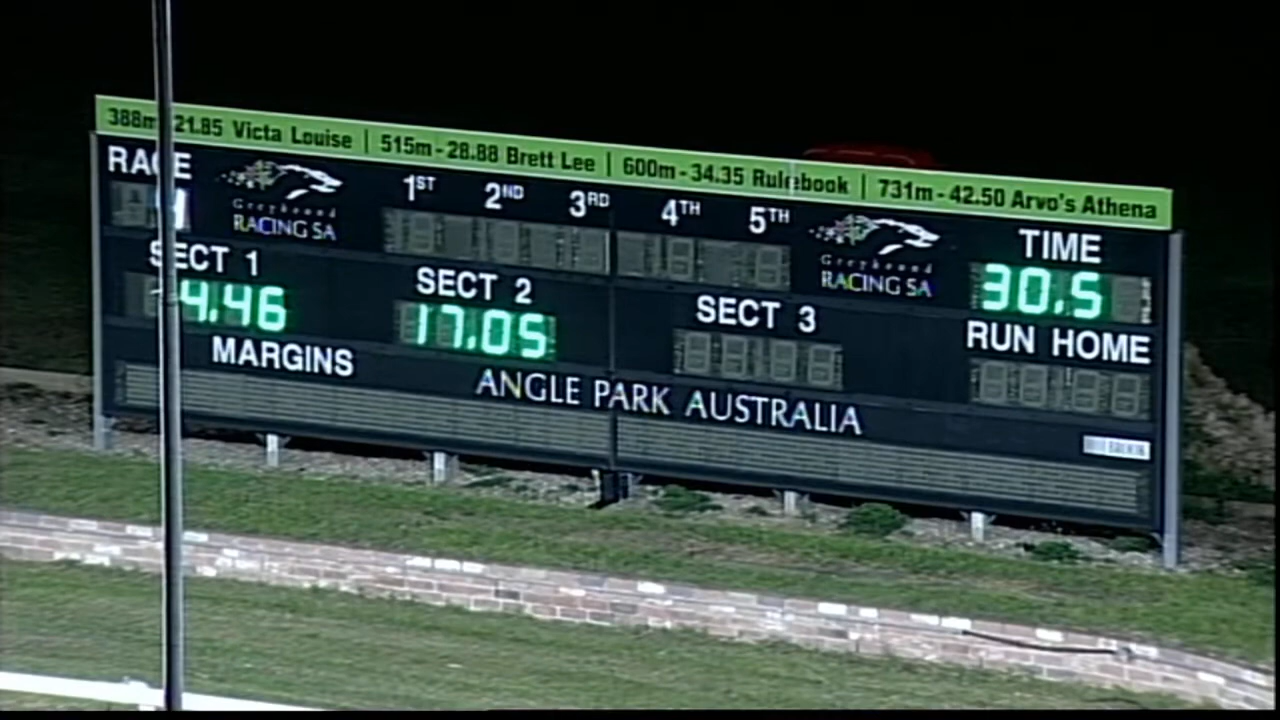 388m 21.85 Victa Louise | 515m - 28.88 Brett Lee | 600m - 34.35 Rulebook | 731m - 42.50 Arvo's Athena
RACE 1ST 2ND 3RD 4TH 5TH TIME
Greyhound RACING SA
Greyhound RACING SA
30.5
SECT 1 SECT 2 SECT 3 RUN HOME
4.46 17.05
MARGINS
ANGLE PARK AUSTRALIA